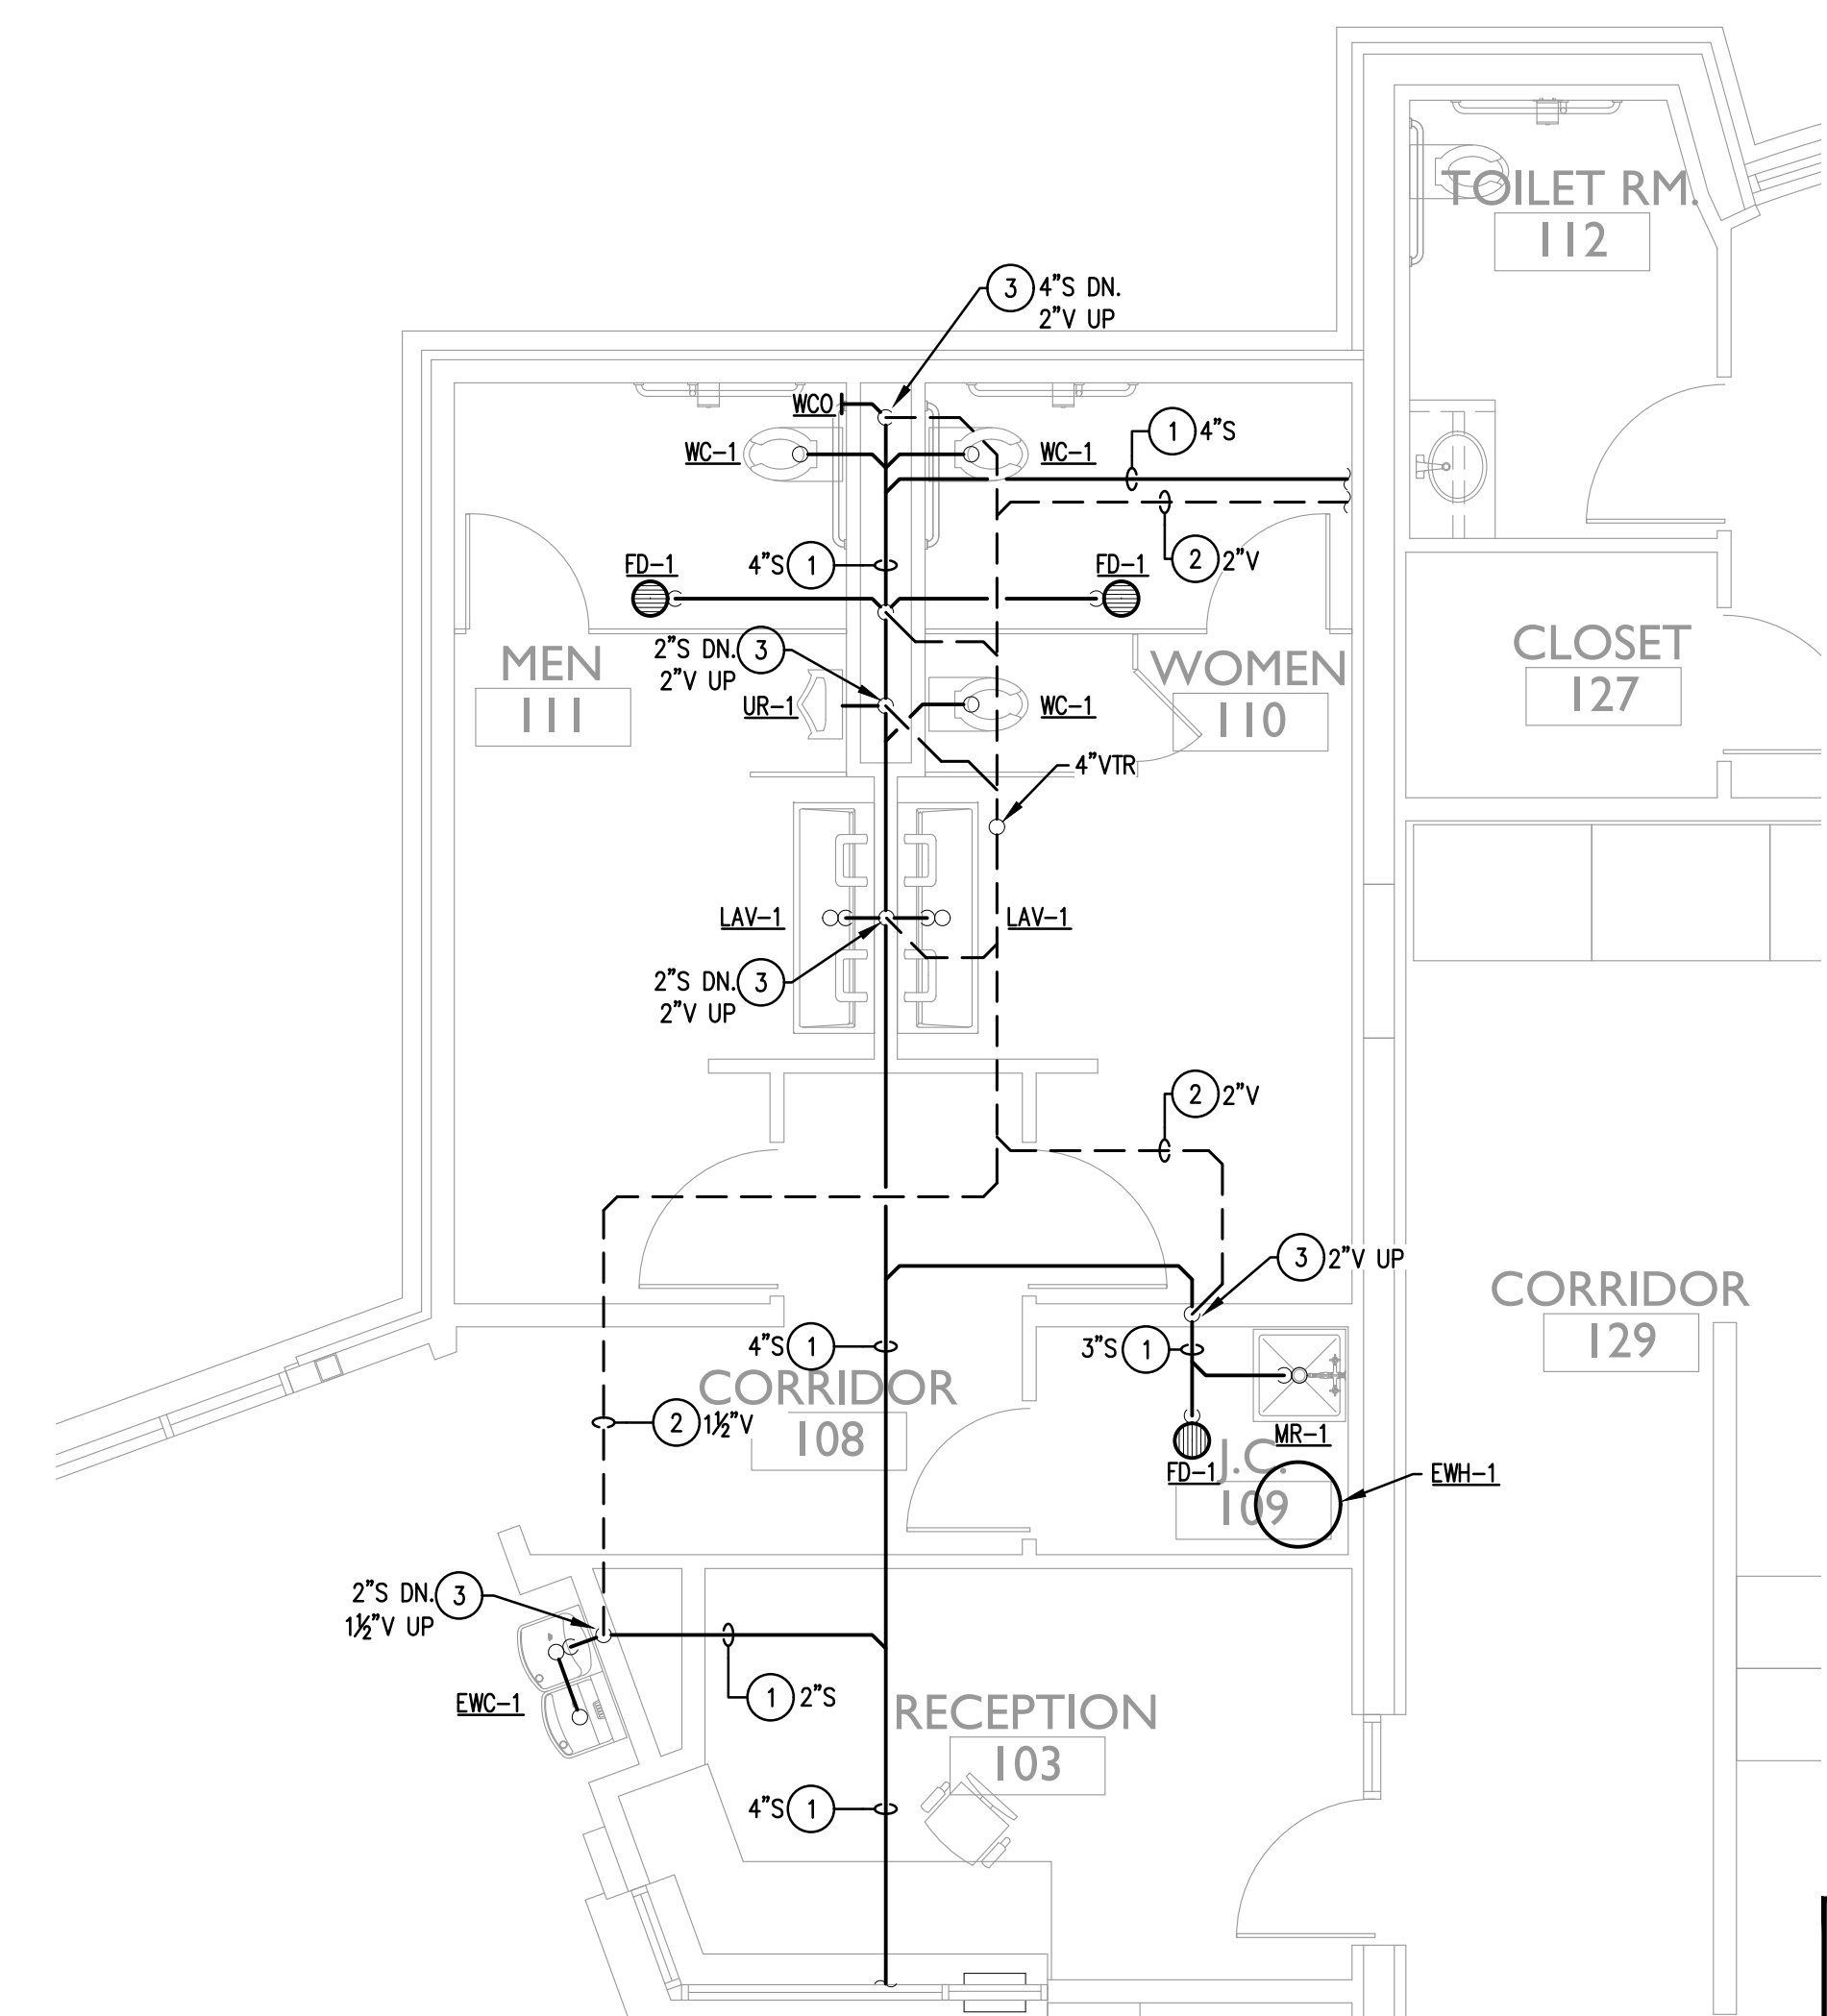 TOILET RM.
112
3 4"S DN.
2"V UP
WCO
WC-1
WC-1
1 4"S
2 2"V
FD-1
4"S 1
FD-1
2"S DN. 3
2"V UP
MEN
111
UR-1
WC-1
WOMEN
110
CLOSET
127
4"VTR
LAV-1
LAV-1
2"S DN. 3
2"V UP
2 2"V
3 2"V UP
CORRIDOR
129
4"S 1
3"S 1
CORRIDOR
108
2 1½"V
MR-1
FD-1
J.C.
109
EWH-1
2"S DN. 3
1½"V UP
EWC-1
1 2"S
RECEPTION
103
4"S 1